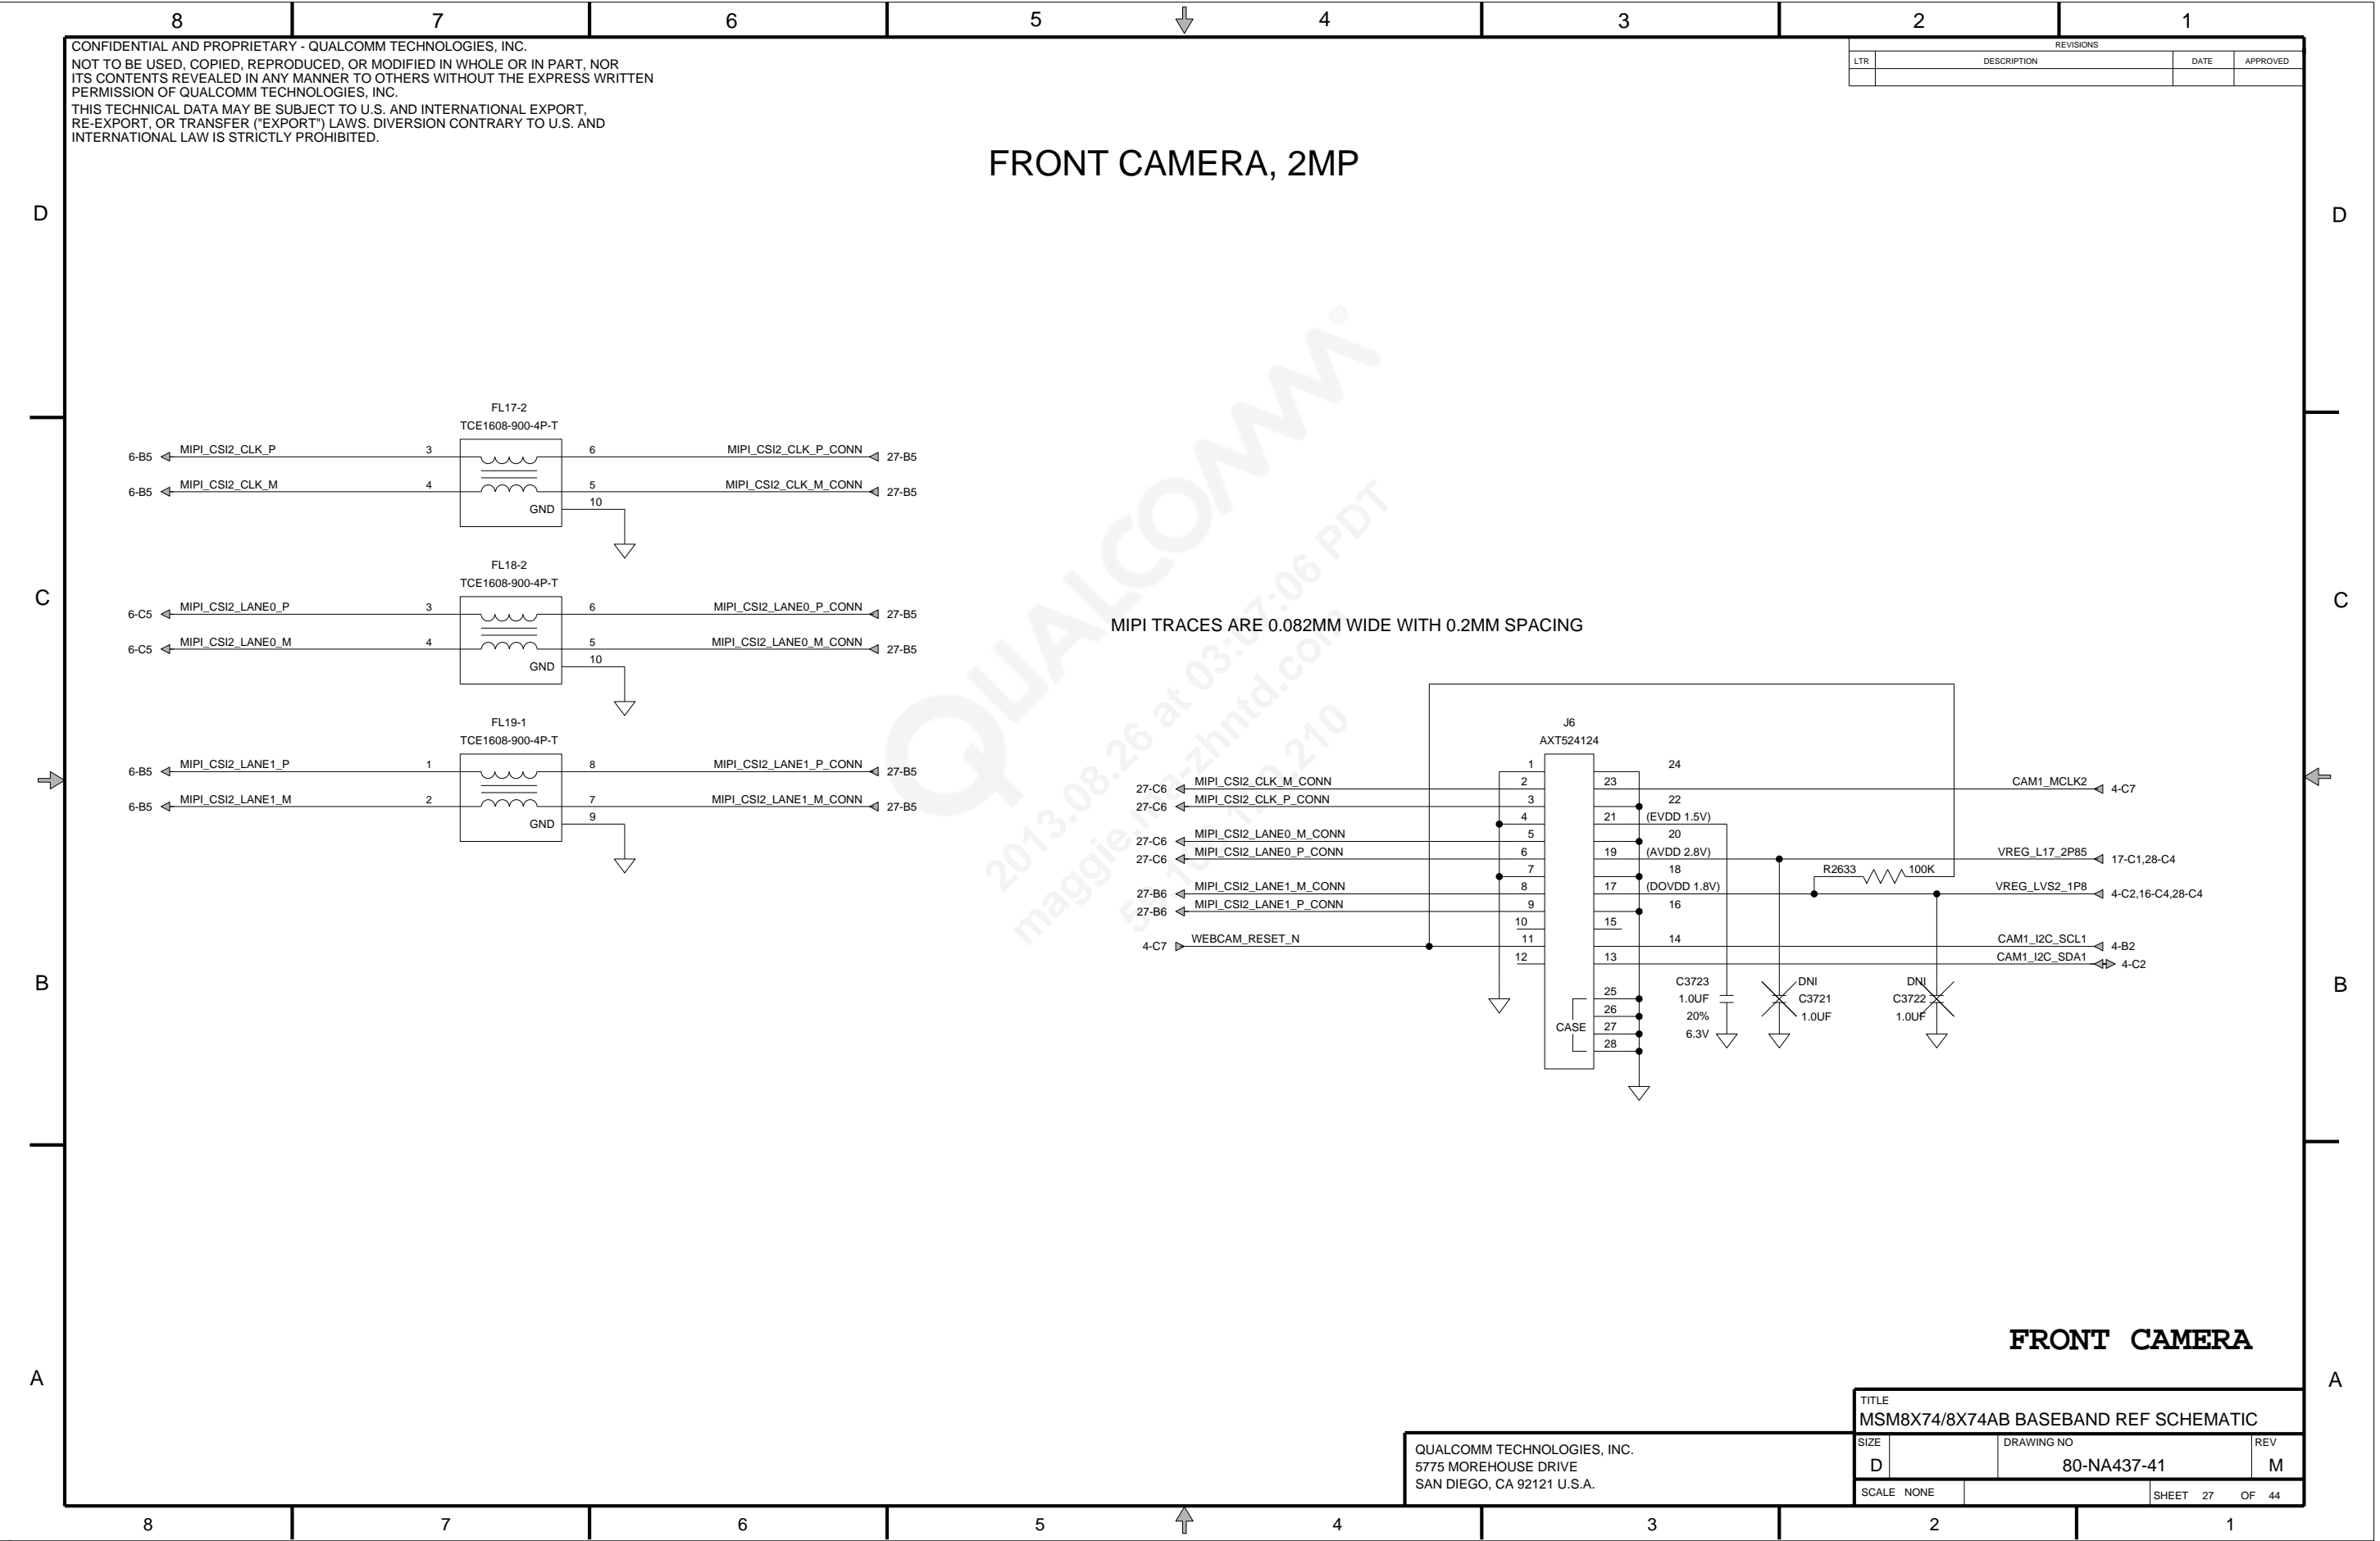 8 7 6 5 4 3 2 1
CONFIDENTIAL AND PROPRIETARY - QUALCOMM TECHNOLOGIES, INC.
NOT TO BE USED, COPIED, REPRODUCED, OR MODIFIED IN WHOLE OR IN PART, NOR
ITS CONTENTS REVEALED IN ANY MANNER TO OTHERS WITHOUT THE EXPRESS WRITTEN
PERMISSION OF QUALCOMM TECHNOLOGIES, INC.
THIS TECHNICAL DATA MAY BE SUBJECT TO U.S. AND INTERNATIONAL EXPORT,
RE-EXPORT, OR TRANSFER ("EXPORT") LAWS. DIVERSION CONTRARY TO U.S. AND
INTERNATIONAL LAW IS STRICTLY PROHIBITED.
REVISIONS
LTR DESCRIPTION DATE APPROVED
FRONT CAMERA, 2MP
D D
FL17-2
TCE1608-900-4P-T
6-B5 MIPI_CSI2_CLK_P 3 6 MIPI_CSI2_CLK_P_CONN 27-B5
6-B5 MIPI_CSI2_CLK_M 4 5 MIPI_CSI2_CLK_M_CONN 27-B5
GND 10
FL18-2
TCE1608-900-4P-T
C C
6-C5 MIPI_CSI2_LANE0_P 3 6 MIPI_CSI2_LANE0_P_CONN 27-B5
6-C5 MIPI_CSI2_LANE0_M 4 5 MIPI_CSI2_LANE0_M_CONN 27-B5
GND 10
FL19-1
TCE1608-900-4P-T
6-B5 MIPI_CSI2_LANE1_P 1 8 MIPI_CSI2_LANE1_P_CONN 27-B5
6-B5 MIPI_CSI2_LANE1_M 2 7 MIPI_CSI2_LANE1_M_CONN 27-B5
GND 9
QUALCOMM®
2013.08.26 at 03:07:06 PDT
MIPI TRACES ARE 0.082MM WIDE WITH 0.2MM SPACING
J6
AXT524124
1 24
27-C6 MIPI_CSI2_CLK_M_CONN 2 23 CAM1_MCLK2 4-C7
27-C6 MIPI_CSI2_CLK_P_CONN 3 22
4 21 (EVDD 1.5V)
27-C6 MIPI_CSI2_LANE0_M_CONN 5 20
27-C6 MIPI_CSI2_LANE0_P_CONN 6 19 (AVDD 2.8V) VREG_L17_2P85 17-C1,28-C4
7 18 R2633 100K
27-B6 MIPI_CSI2_LANE1_M_CONN 8 17 (DOVDD 1.8V) VREG_LVS2_1P8 4-C2,16-C4,28-C4
27-B6 MIPI_CSI2_LANE1_P_CONN 9 16
10 15
4-C7 WEBCAM_RESET_N 11 14 CAM1_I2C_SCL1 4-B2
12 13 CAM1_I2C_SDA1 4-C2
B B
CASE 25 26 27 28
C3723
1.0UF
20%
6.3V
DNI
C3721
1.0UF
DNI
C3722
1.0UF
FRONT CAMERA
A A
TITLE
MSM8X74/8X74AB BASEBAND REF SCHEMATIC
QUALCOMM TECHNOLOGIES, INC.
5775 MOREHOUSE DRIVE
SAN DIEGO, CA 92121 U.S.A.
SIZE DRAWING NO REV
D 80-NA437-41 M
SCALE NONE SHEET 27 OF 44
8 7 6 5 4 3 2 1